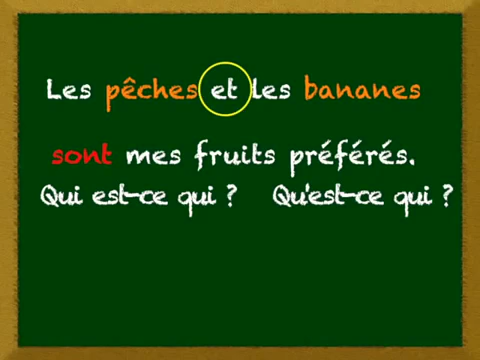 Les pêches et les bananes
sont mes fruits préférés.
Qui est-ce qui ? Qu'est-ce qui ?